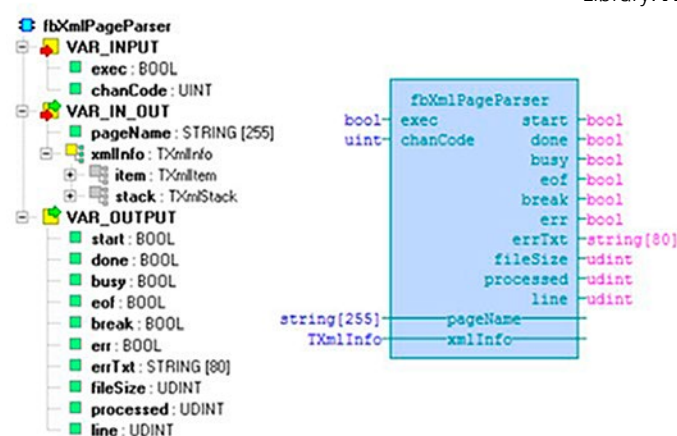 fbXmlPageParser
VAR_INPUT
exec : BOOL
chanCode : UINT
VAR_IN_OUT
pageName : STRING [255]
xmlInfo : TXmlInfo
item : TXmlItem
stack : TXmlStack
VAR_OUTPUT
start : BOOL
done : BOOL
busy : BOOL
eof : BOOL
break : BOOL
err : BOOL
errTxt : STRING [80]
fileSize : UDINT
processed : UDINT
line : UDINT
fbXmlPageParser
bool exec start bool
uint chanCode done bool
busy bool
eof bool
break bool
err bool
errTxt string[80]
fileSize udint
processed udint
line udint
string[255] pageName
TXmlInfo xmlInfo